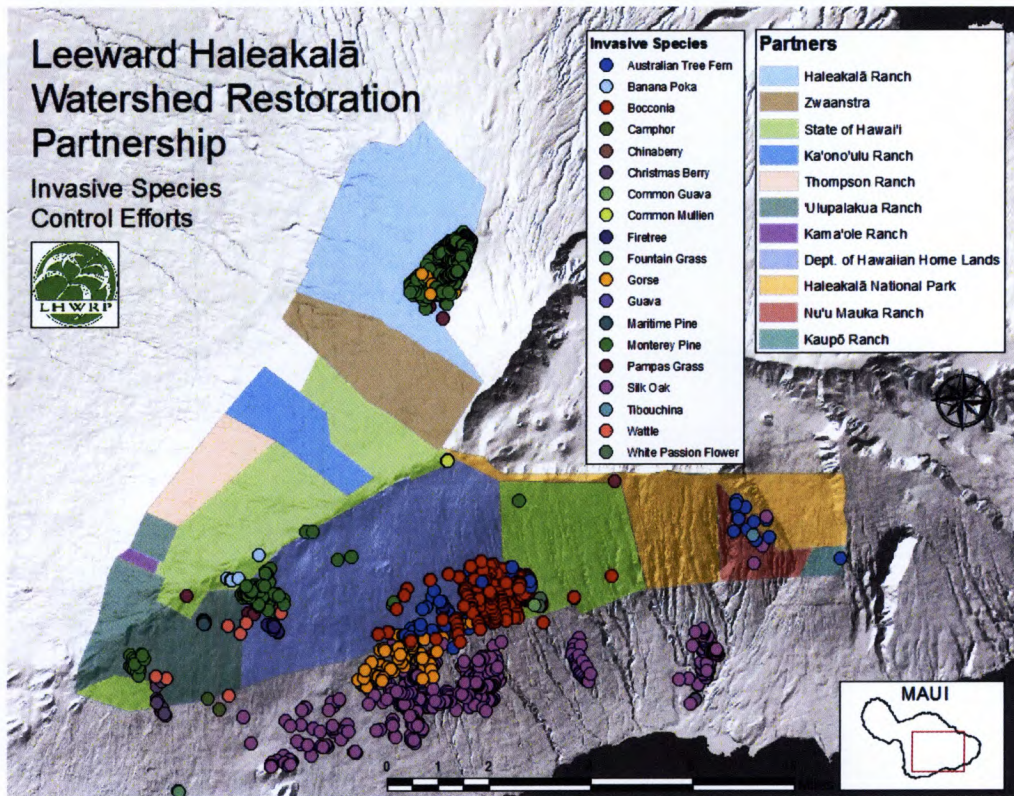 Leeward Haleakalā
Watershed Restoration
Partnership
Invasive Species
Control Efforts
LHWRP
Invasive Species
Australian Tree Fern
Banana Poka
Bocconia
Camphor
Chinaberry
Christmas Berry
Common Guava
Common Mullien
Firetree
Fountain Grass
Gorse
Guava
Maritime Pine
Monterey Pine
Pampas Grass
Silk Oak
Tibouchina
Wattle
White Passion Flower
Partners
Haleakalā Ranch
Zwaanstra
State of Hawai'i
Ka'ono'ulu Ranch
Thompson Ranch
'Ulupalakua Ranch
Kama'ole Ranch
Dept. of Hawaiian Home Lands
Haleakalā National Park
Nu'u Mauka Ranch
Kaupō Ranch
MAUI
0 1 2 4
Miles